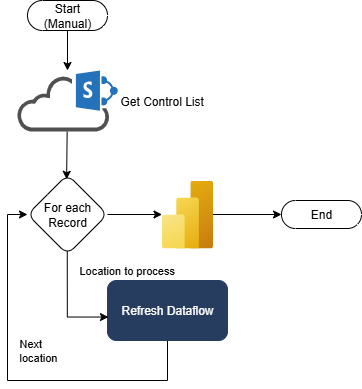 Start
(Manual)
S
Get Control List
For each
Record
End
Location to process
Refresh Dataflow
Next
location